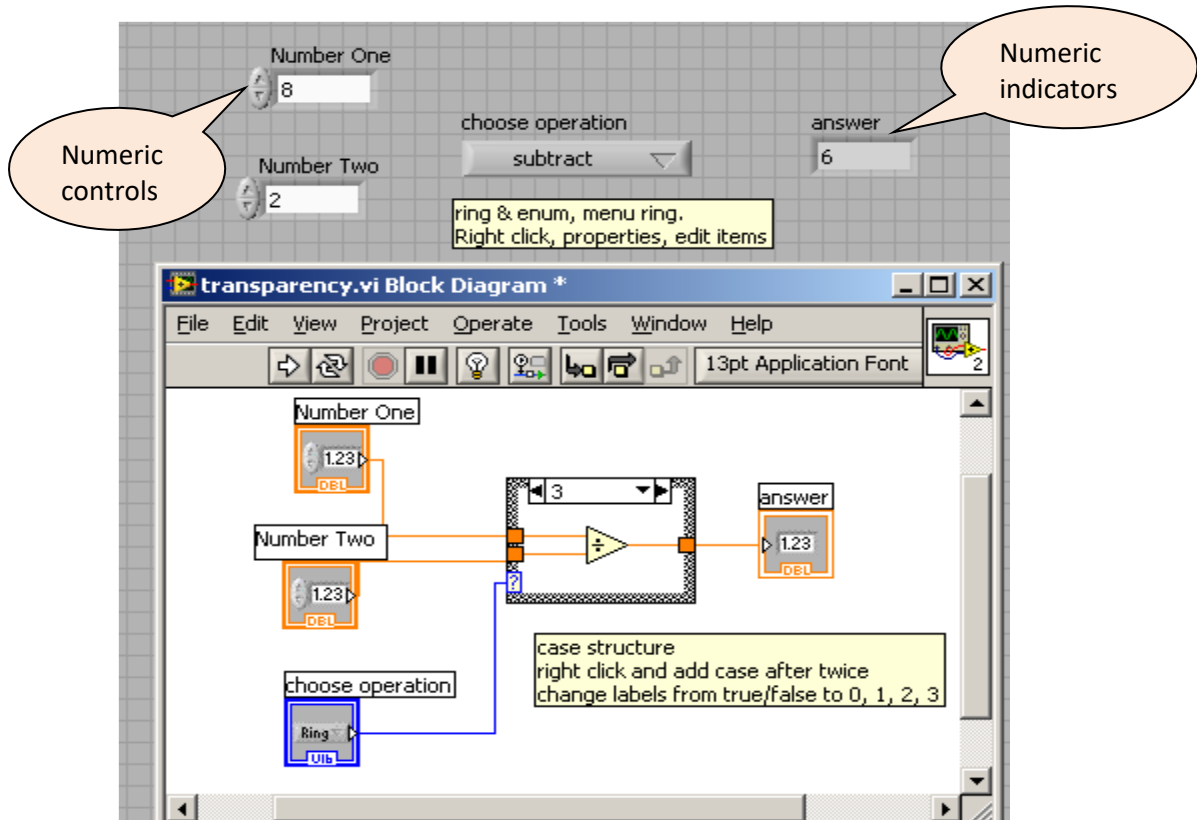 Number One
8
Numeric
indicators
choose operation
answer
subtract
6
Numeric
controls
Number Two
2
ring & enum, menu ring.
Right click, properties, edit items
transparency.vi Block Diagram *
File Edit View Project Operate Tools Window Help
13pt Application Font
2
Number One
1.23
DBL
3
answer
Number Two
÷
1.23
DBL
?
1.23
DBL
case structure
right click and add case after twice
change labels from true/false to 0, 1, 2, 3
choose operation
Ring
U16